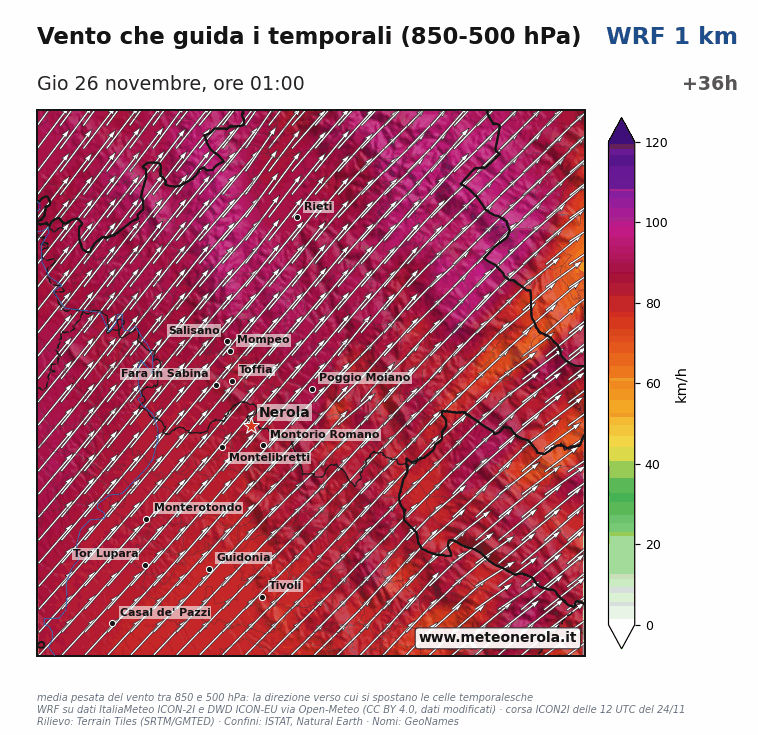 Vento che guida i temporali (850-500 hPa) WRF 1 km
Gio 26 novembre, ore 01:00 +36h
Rieti
Salisano
Mompeo
Fara in Sabina
Toffia
Poggio Moiano
Nerola
Montorio Romano
Montelibretti
Monterotondo
Tor Lupara
Guidonia
Tivoli
Casal de' Pazzi
www.meteonerola.it
120
100
80
60
40
20
0
km/h
media pesata del vento tra 850 e 500 hPa: la direzione verso cui si spostano le celle temporalesche
WRF su dati ItaliaMeteo ICON-2I e DWD ICON-EU via Open-Meteo (CC BY 4.0, dati modificati) · corsa ICON2I delle 12 UTC del 24/11
Rilievo: Terrain Tiles (SRTM/GMTED) · Confini: ISTAT, Natural Earth · Nomi: GeoNames